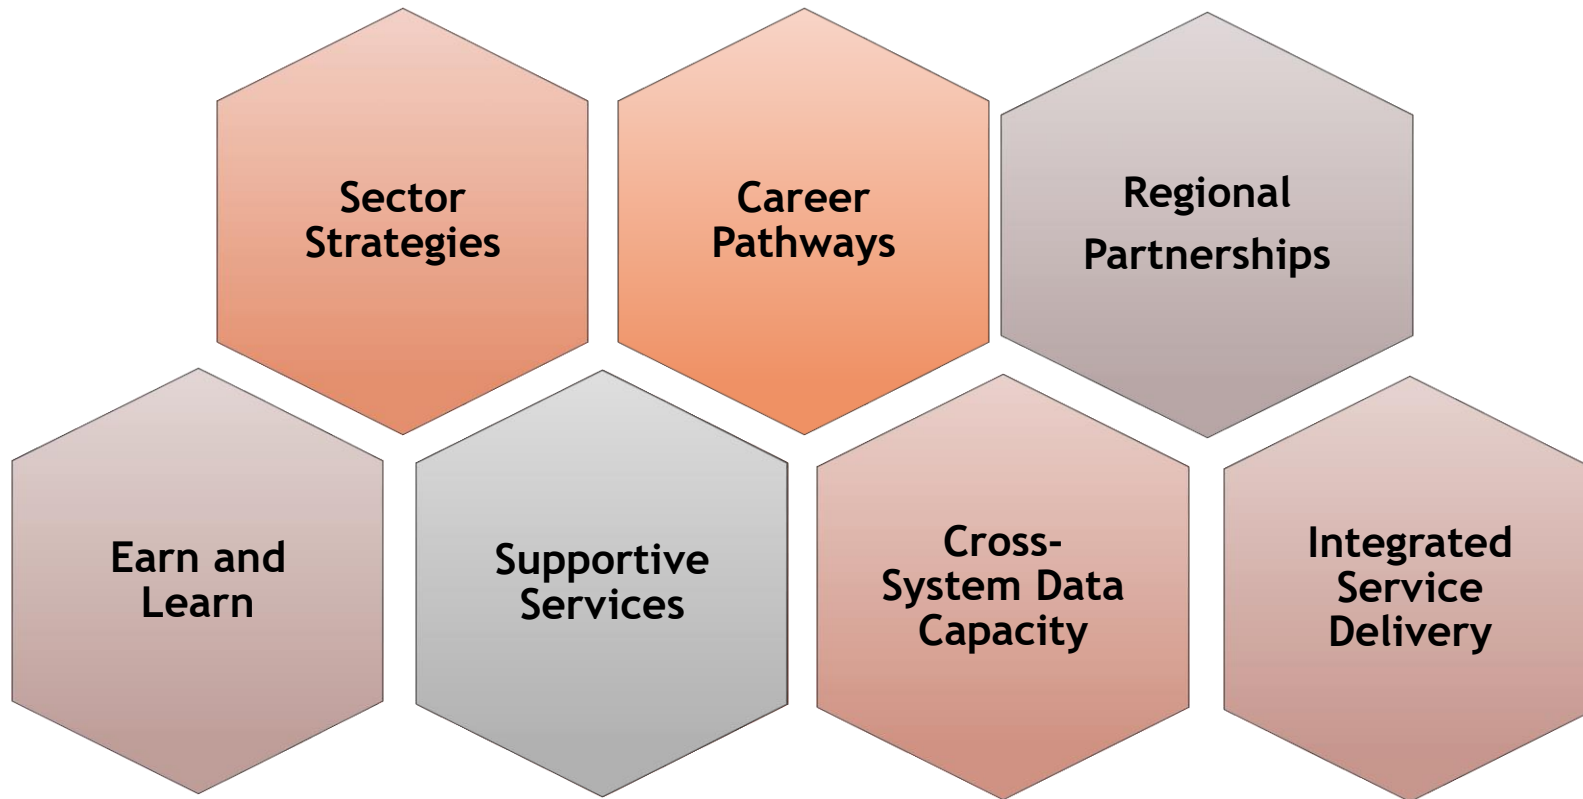 Sector
Strategies
Career
Pathways
Regional
Partnerships
Earn and
Learn
Supportive
Services
Cross-
System Data
Capacity
Integrated
Service
Delivery